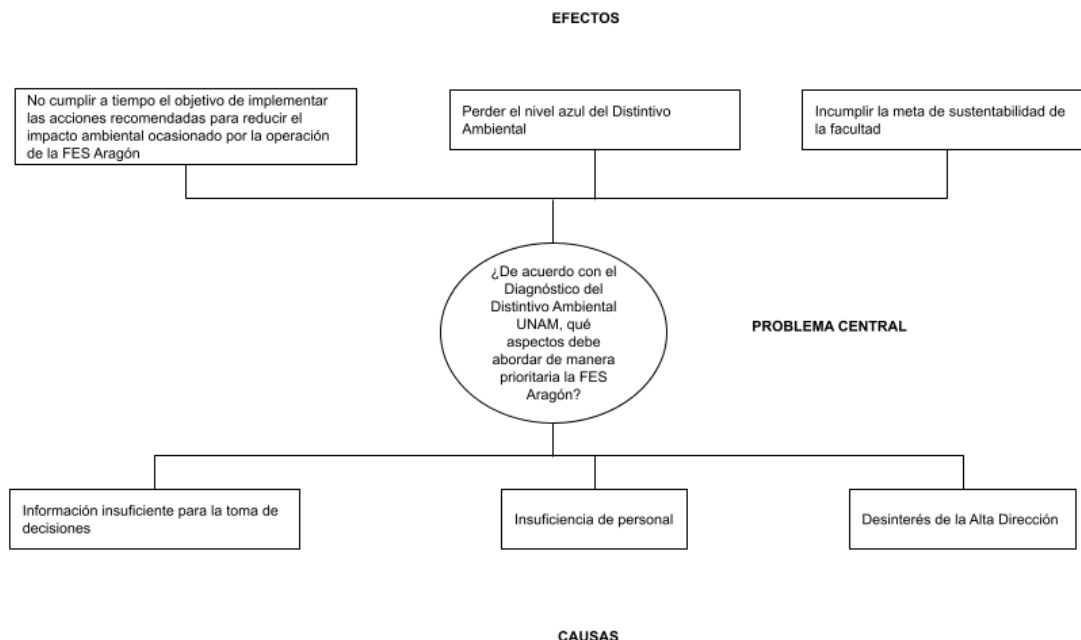 EFECTOS
No cumplir a tiempo el objetivo de implementar
las acciones recomendadas para reducir el
impacto ambiental ocasionado por la operación
de la FES Aragón
Perder el nivel azul del Distintivo
Ambiental
Incumplir la meta de sustentabilidad de
la facultad
¿De acuerdo con el
Diagnóstico del
Distintivo Ambiental
UNAM, qué
aspectos debe
abordar de manera
prioritaria la FES
Aragón?
PROBLEMA CENTRAL
Información insuficiente para la toma de
decisiones
Insuficiencia de personal
Desinterés de la Alta Dirección
CAUSAS